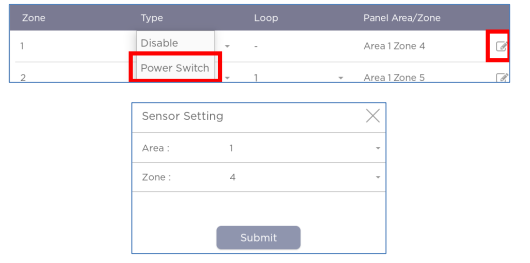 Zone Type Loop Panel Area/Zone
1 Disable - Area 1 Zone 4
Power Switch
2 1 Area 1 Zone 5
Sensor Setting
Area : 1
Zone : 4
Submit